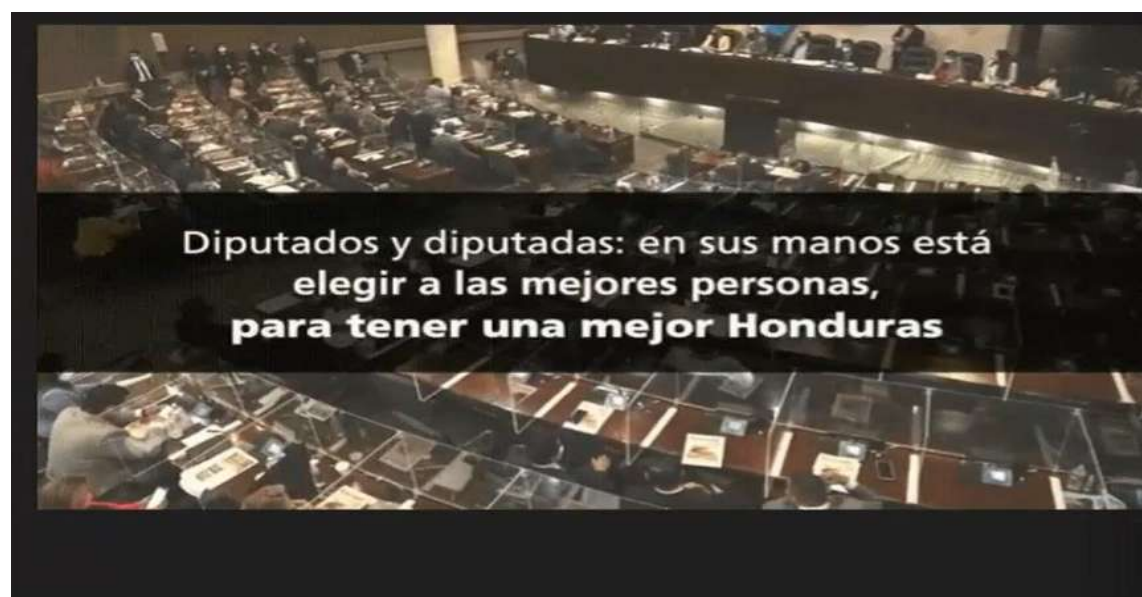 Diputados y diputadas: en sus manos está
elegir a las mejores personas,
para tener una mejor Honduras